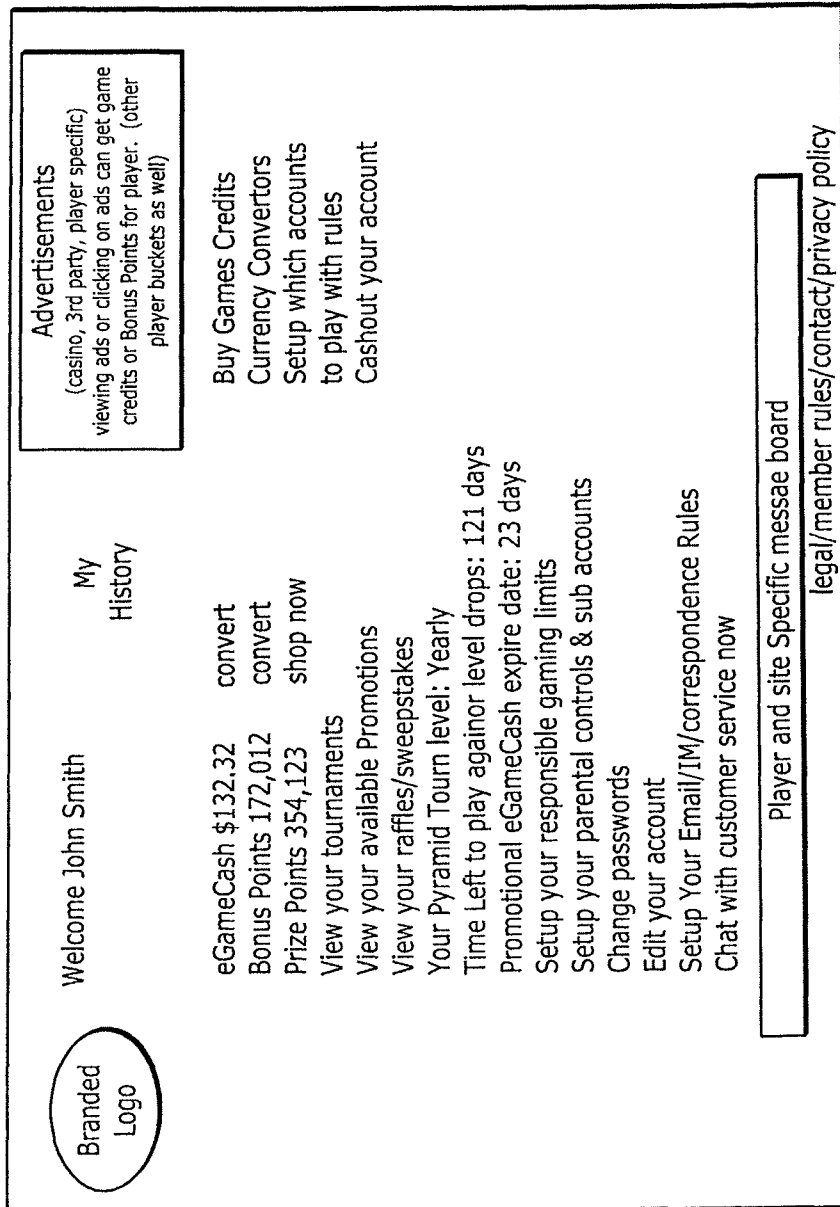 Branded
Logo
Welcome John Smith
My
History
Advertisements
(casino, 3rd party, player specific)
viewing ads or clicking on ads can get game
credits or Bonus Points for player. (other
player buckets as well)
eGameCash $132.32 convert
Bonus Points 172,012 convert
Prize Points 354,123 shop now
View your tournaments
View your available Promotions
View your raffles/sweepstakes
Your Pyramid Tourn level: Yearly
Time Left to play againor level drops: 121 days
Promotional eGameCash expire date: 23 days
Setup your responsible gaming limits
Setup your parental controls & sub accounts
Change passwords
Edit your account
Setup Your Email/IM/correspondence Rules
Chat with customer service now
Buy Games Credits
Currency Convertors
Setup which accounts
to play with rules
Cashout your account
Player and site Specific messae board
legal/member rules/contact/privacy policy